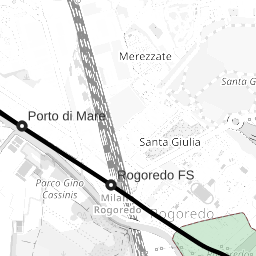 Merezzate
Santa G
Porto di Mare
Santa Giulia
Rogoredo FS
Parco Gino
Cassinis
Milano
Rogoredo
Rogoredo